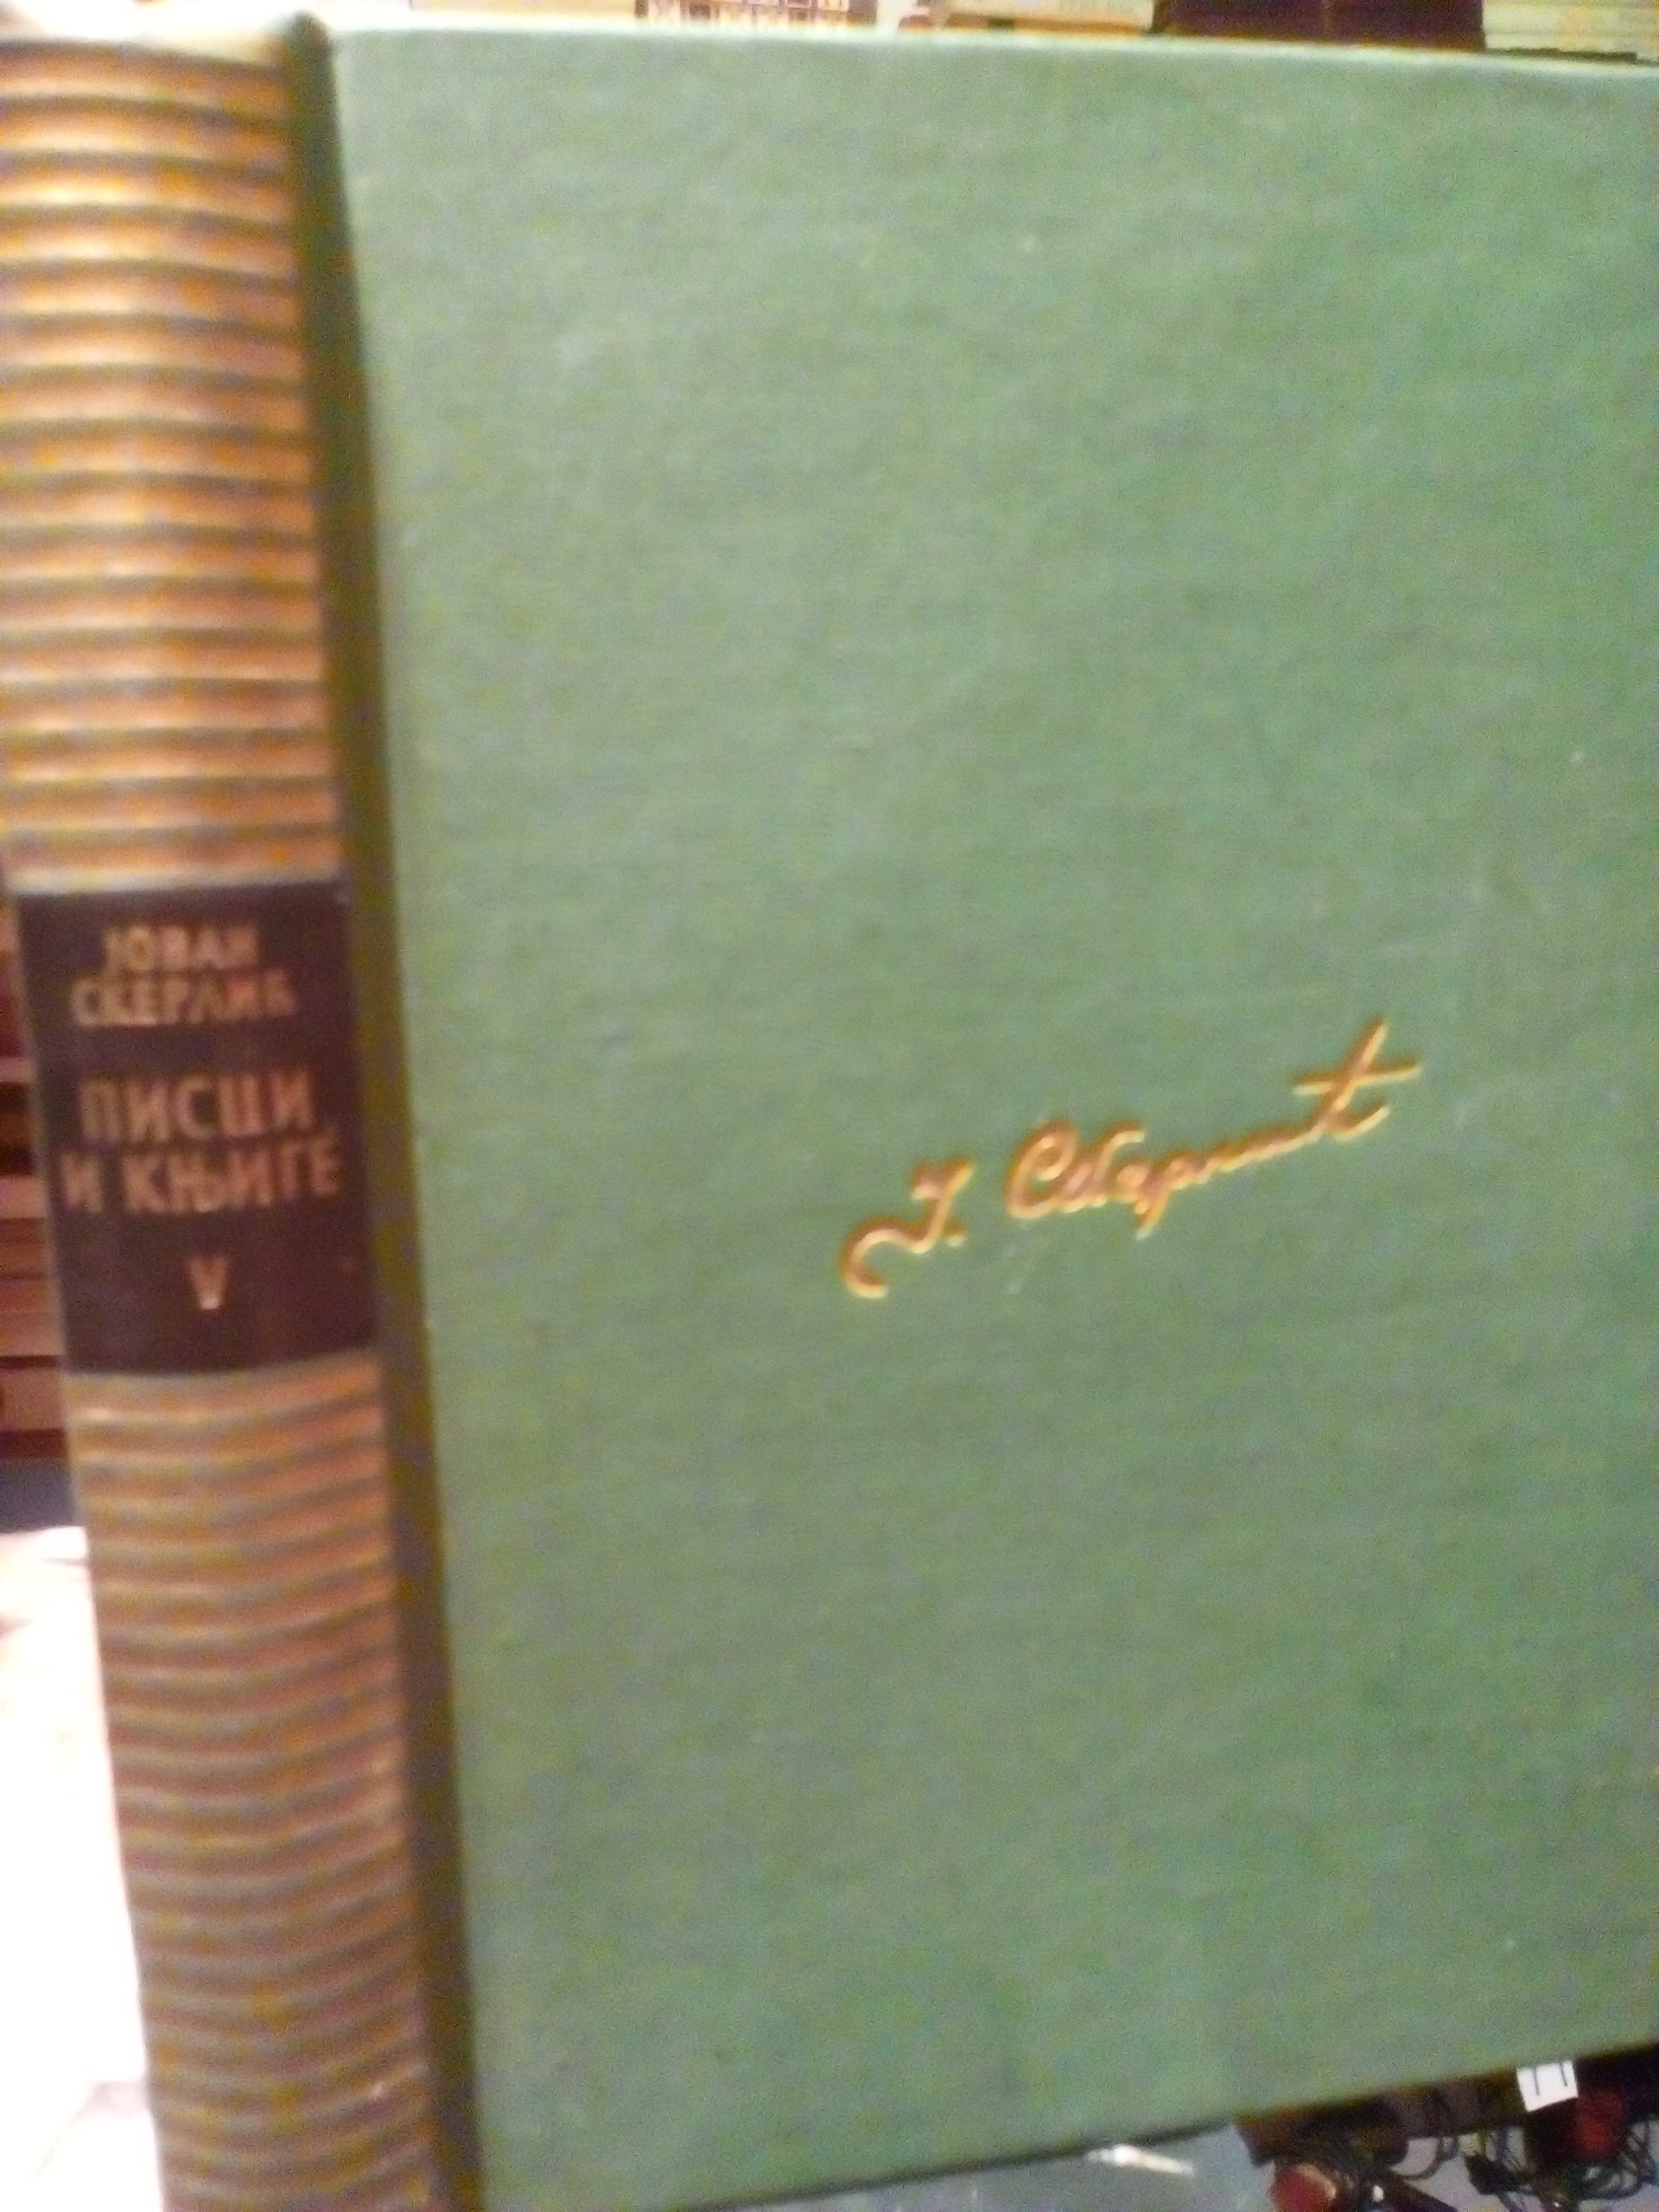 ЈОВАН
СКЕРЛИЋ
ПИСЦИ
И КЊИГЕ
V
Ј. Скерлић